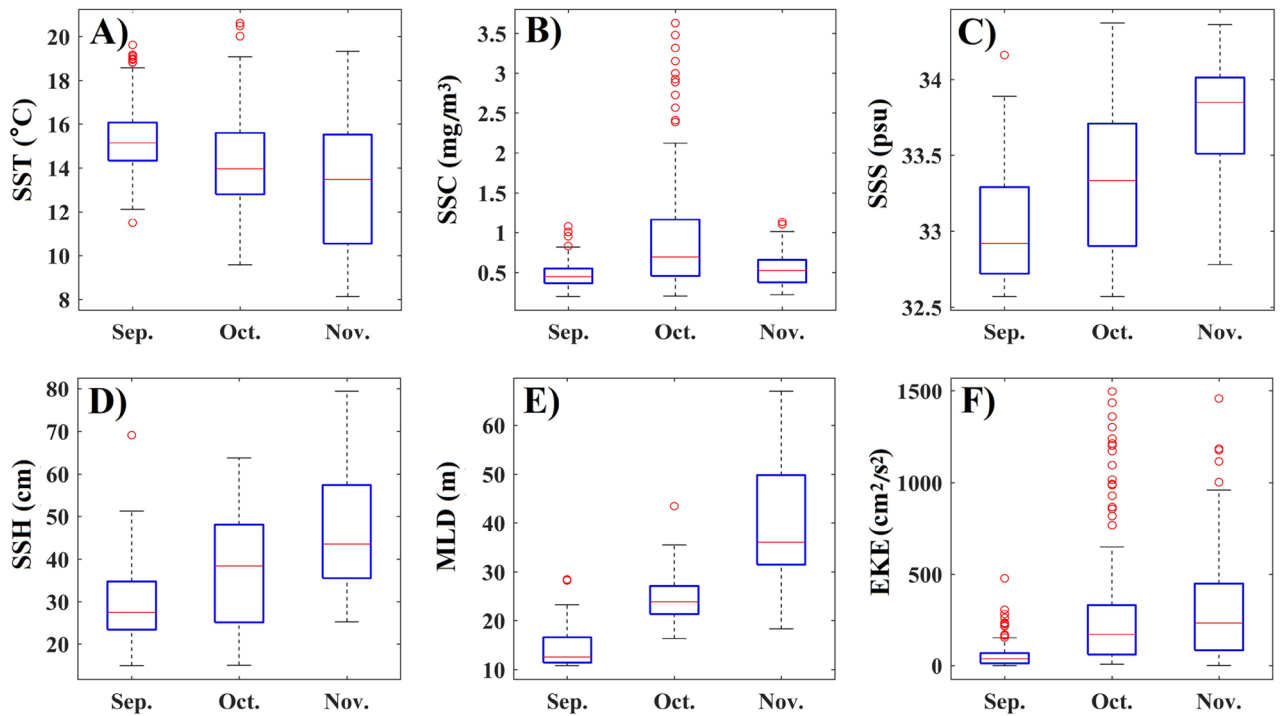 A)
SST (°C)
20
18
16
14
12
10
8
Sep. Oct. Nov.
B)
SSC (mg/m³)
3.5
3
2.5
2
1.5
1
0.5
Sep. Oct. Nov.
C)
SSS (psu)
34
33.5
33
32.5
Sep. Oct. Nov.
D)
SSH (cm)
80
70
60
50
40
30
20
Sep. Oct. Nov.
E)
MLD (m)
60
50
40
30
20
10
Sep. Oct. Nov.
F)
EKE (cm²/s²)
1500
1000
500
0
Sep. Oct. Nov.